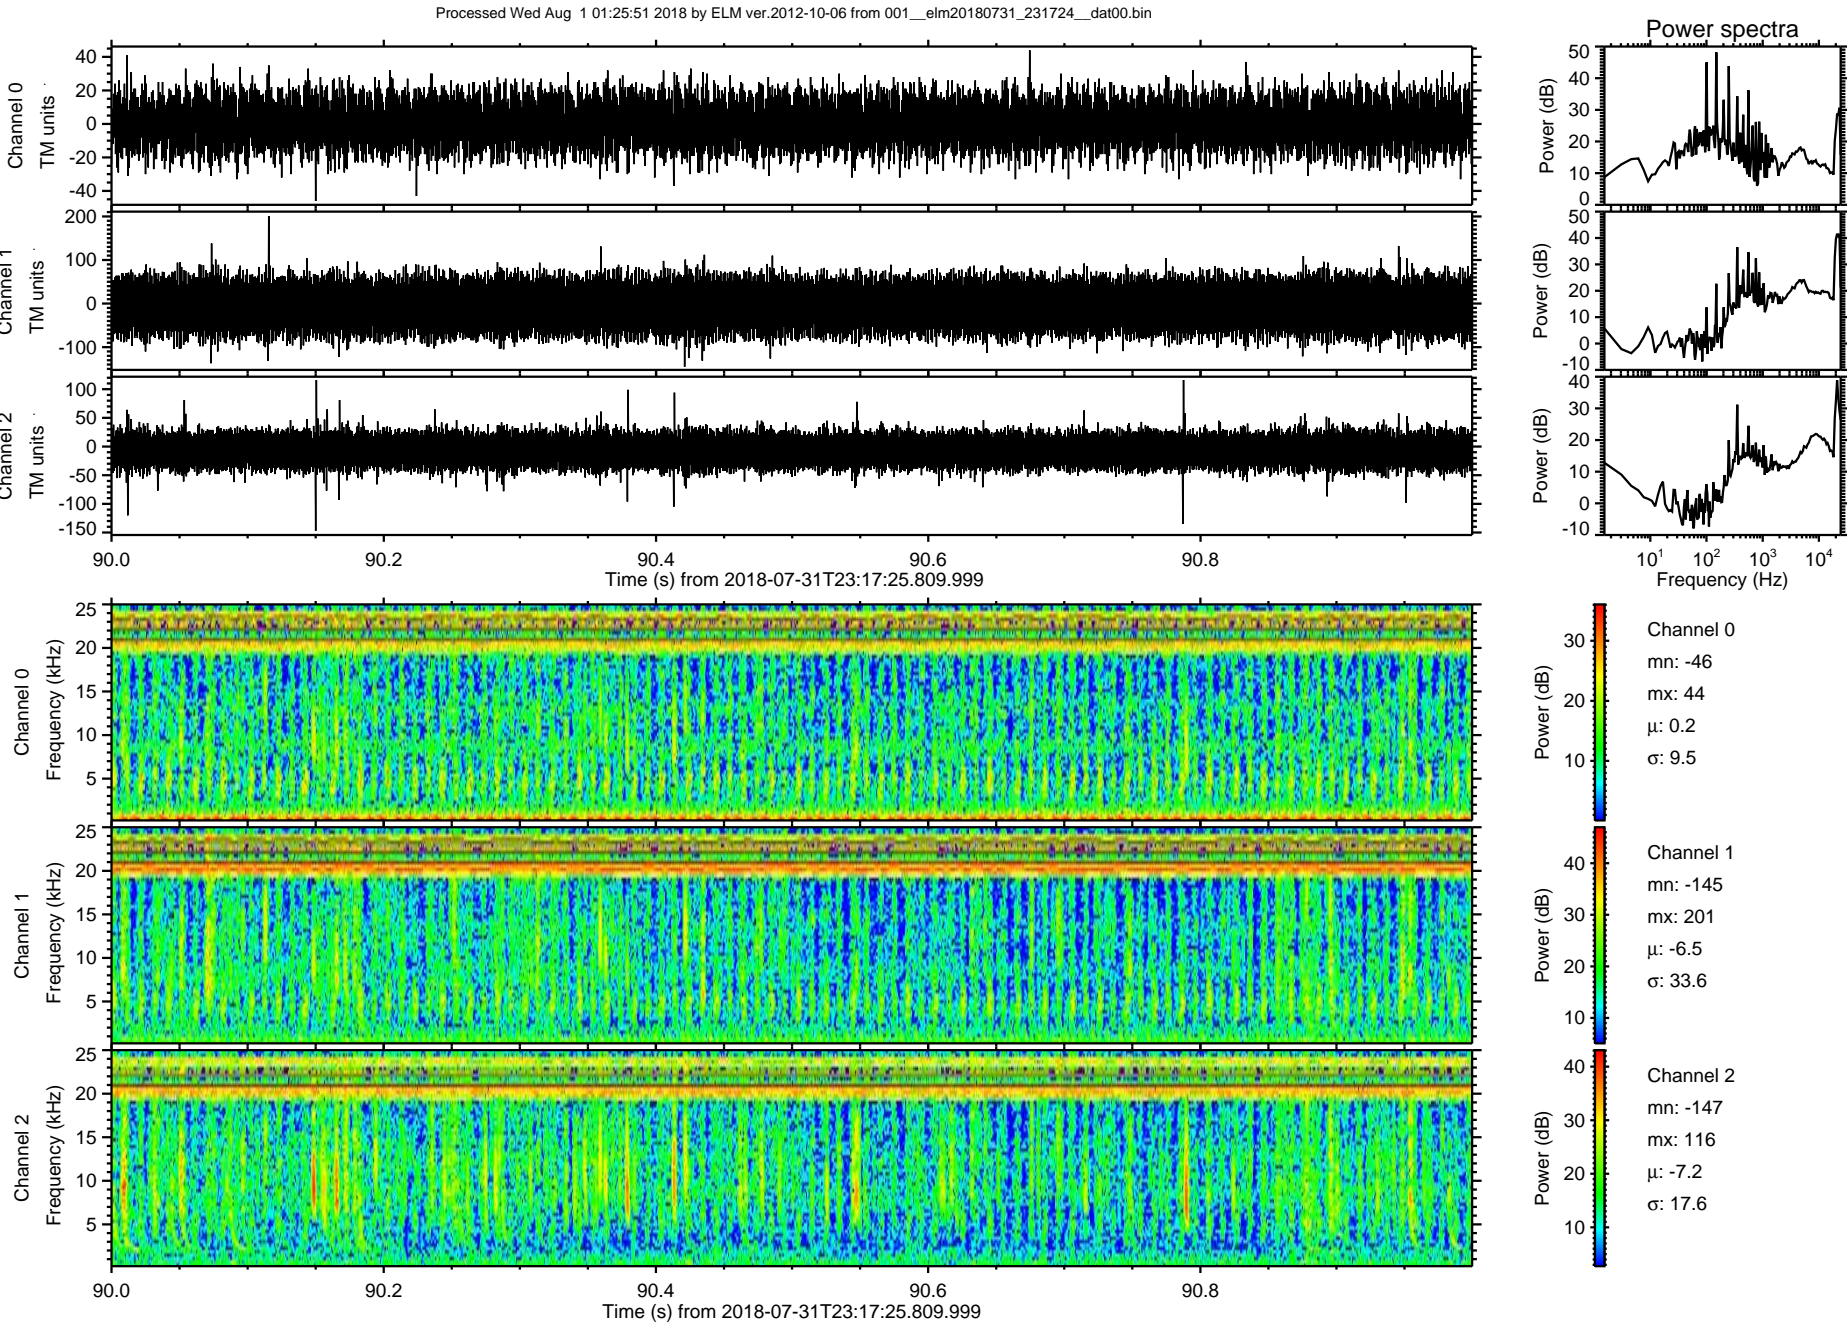 Processed Wed Aug  1 01:25:51 2018 by ELM ver.2012-10-06 from 001__elm20180731_231724__dat00.bin
Power spectra
Channel 0
TM units
40
20
0
-20
-40
Power (dB)
50
40
30
20
10
0
Channel 1
TM units
200
100
0
-100
Power (dB)
50
40
30
20
10
0
-10
Channel 2
TM units
100
50
0
-50
-100
-150
Power (dB)
40
30
20
10
0
-10
90.0 90.2 90.4 90.6 90.8
Time (s) from 2018-07-31T23:17:25.809.999
10¹ 10² 10³ 10⁴
Frequency (Hz)
Channel 0
Frequency (kHz)
25
20
15
10
5
Power (dB)
30
20
10
Channel 0
mn: -46
mx: 44
μ: 0.2
σ: 9.5
Channel 1
Frequency (kHz)
25
20
15
10
5
Power (dB)
40
30
20
10
Channel 1
mn: -145
mx: 201
μ: -6.5
σ: 33.6
Channel 2
Frequency (kHz)
25
20
15
10
5
Power (dB)
40
30
20
10
Channel 2
mn: -147
mx: 116
μ: -7.2
σ: 17.6
90.0 90.2 90.4 90.6 90.8
Time (s) from 2018-07-31T23:17:25.809.999